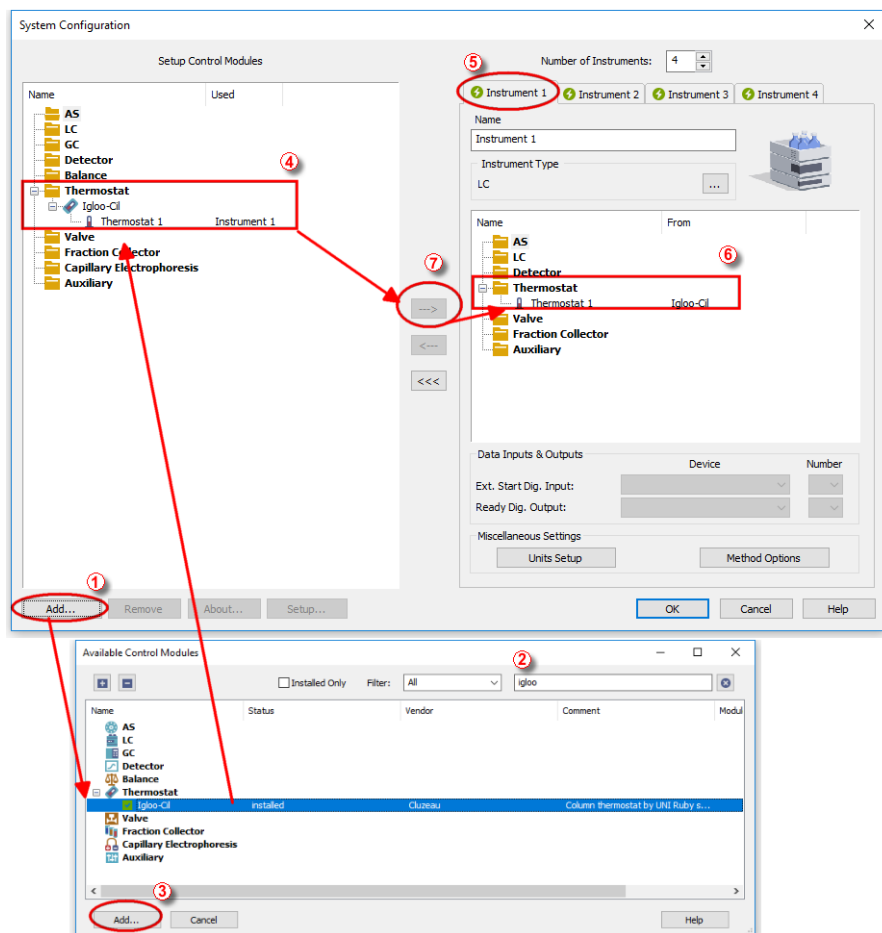 System Configuration
Setup Control Modules
Number of Instruments: 4
⑤
Name Used
AS
LC
GC
Detector
Balance
④
Thermostat
Igloo-Cil
Thermostat 1 Instrument 1
Valve
Fraction Collector
Capillary Electrophoresis
Auxiliary
⑦
--->
<---
<<<
Instrument 1 Instrument 2 Instrument 3 Instrument 4
Name
Instrument 1
Instrument Type
LC ...
Name From
AS
LC
⑥
Detector
Thermostat
Thermostat 1 Igloo-Cil
Valve
Fraction Collector
Auxiliary
Data Inputs & Outputs
Device Number
Ext. Start Dig. Input:
Ready Dig. Output:
Miscellaneous Settings
Units Setup Method Options
①
Add... Remove About... Setup... OK Cancel Help
Available Control Modules
②
Installed Only Filter: All igloo
Name Status Vendor Comment Modul
AS
LC
GC
Detector
Balance
Thermostat
Igloo-Cil installed Cluzeau Column thermostat by UNI Ruby s...
Valve
Fraction Collector
Capillary Electrophoresis
Auxiliary
③
Add... Cancel Help